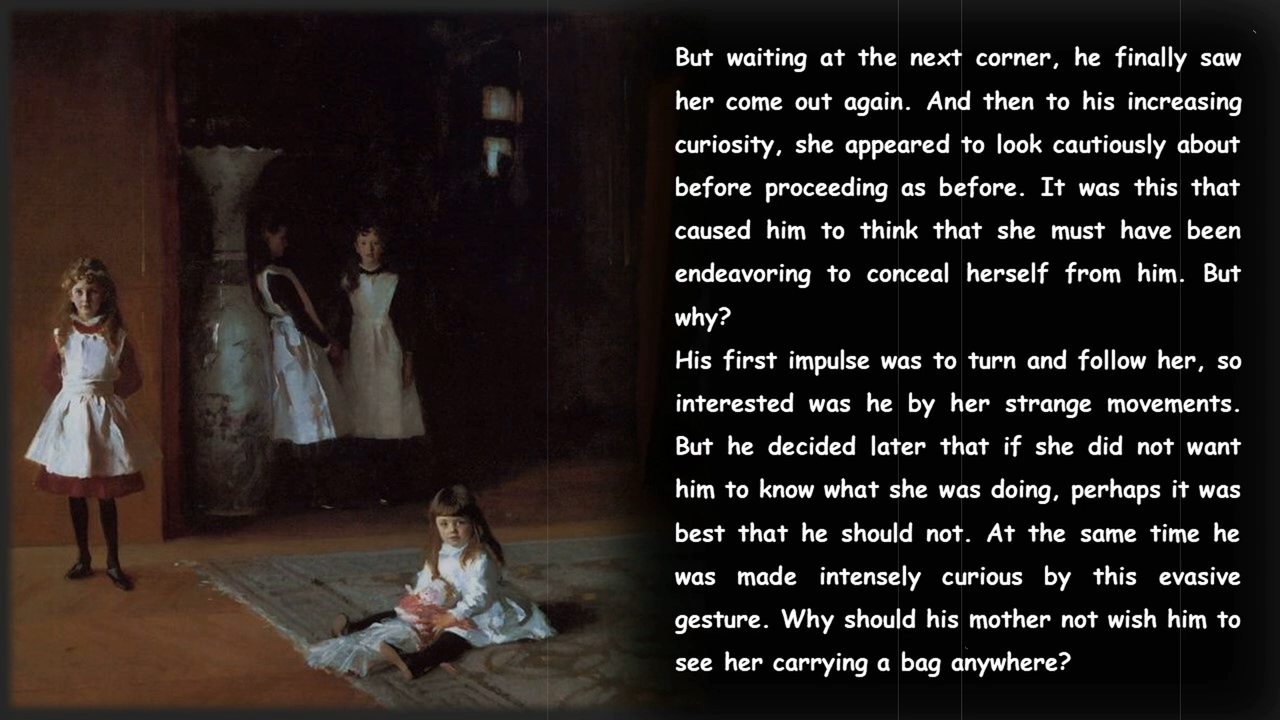 But waiting at the next corner, he finally saw
her come out again. And then to his increasing
curiosity, she appeared to look cautiously about
before proceeding as before. It was this that
caused him to think that she must have been
endeavoring to conceal herself from him. But
why?
His first impulse was to turn and follow her, so
interested was he by her strange movements.
But he decided later that if she did not want
him to know what she was doing, perhaps it was
best that he should not. At the same time he
was made intensely curious by this evasive
gesture. Why should his mother not wish him to
see her carrying a bag anywhere?